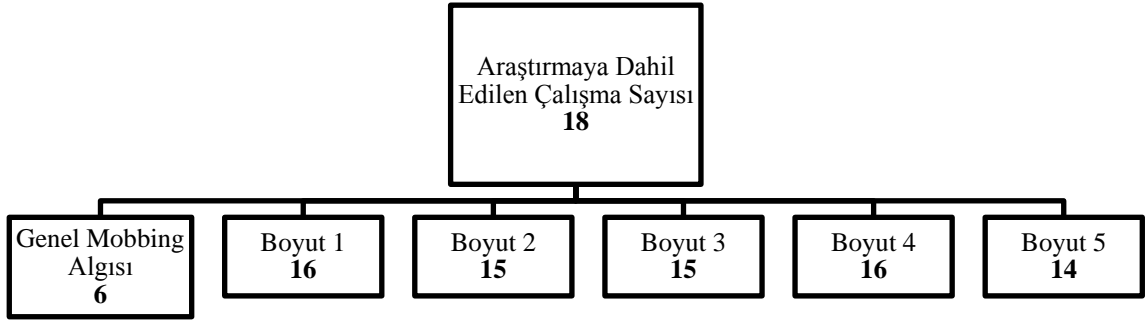 Araştırmaya Dahil
Edilen Çalışma Sayısı
18
Genel Mobbing
Algısı
6
Boyut 1
16
Boyut 2
15
Boyut 3
15
Boyut 4
16
Boyut 5
14